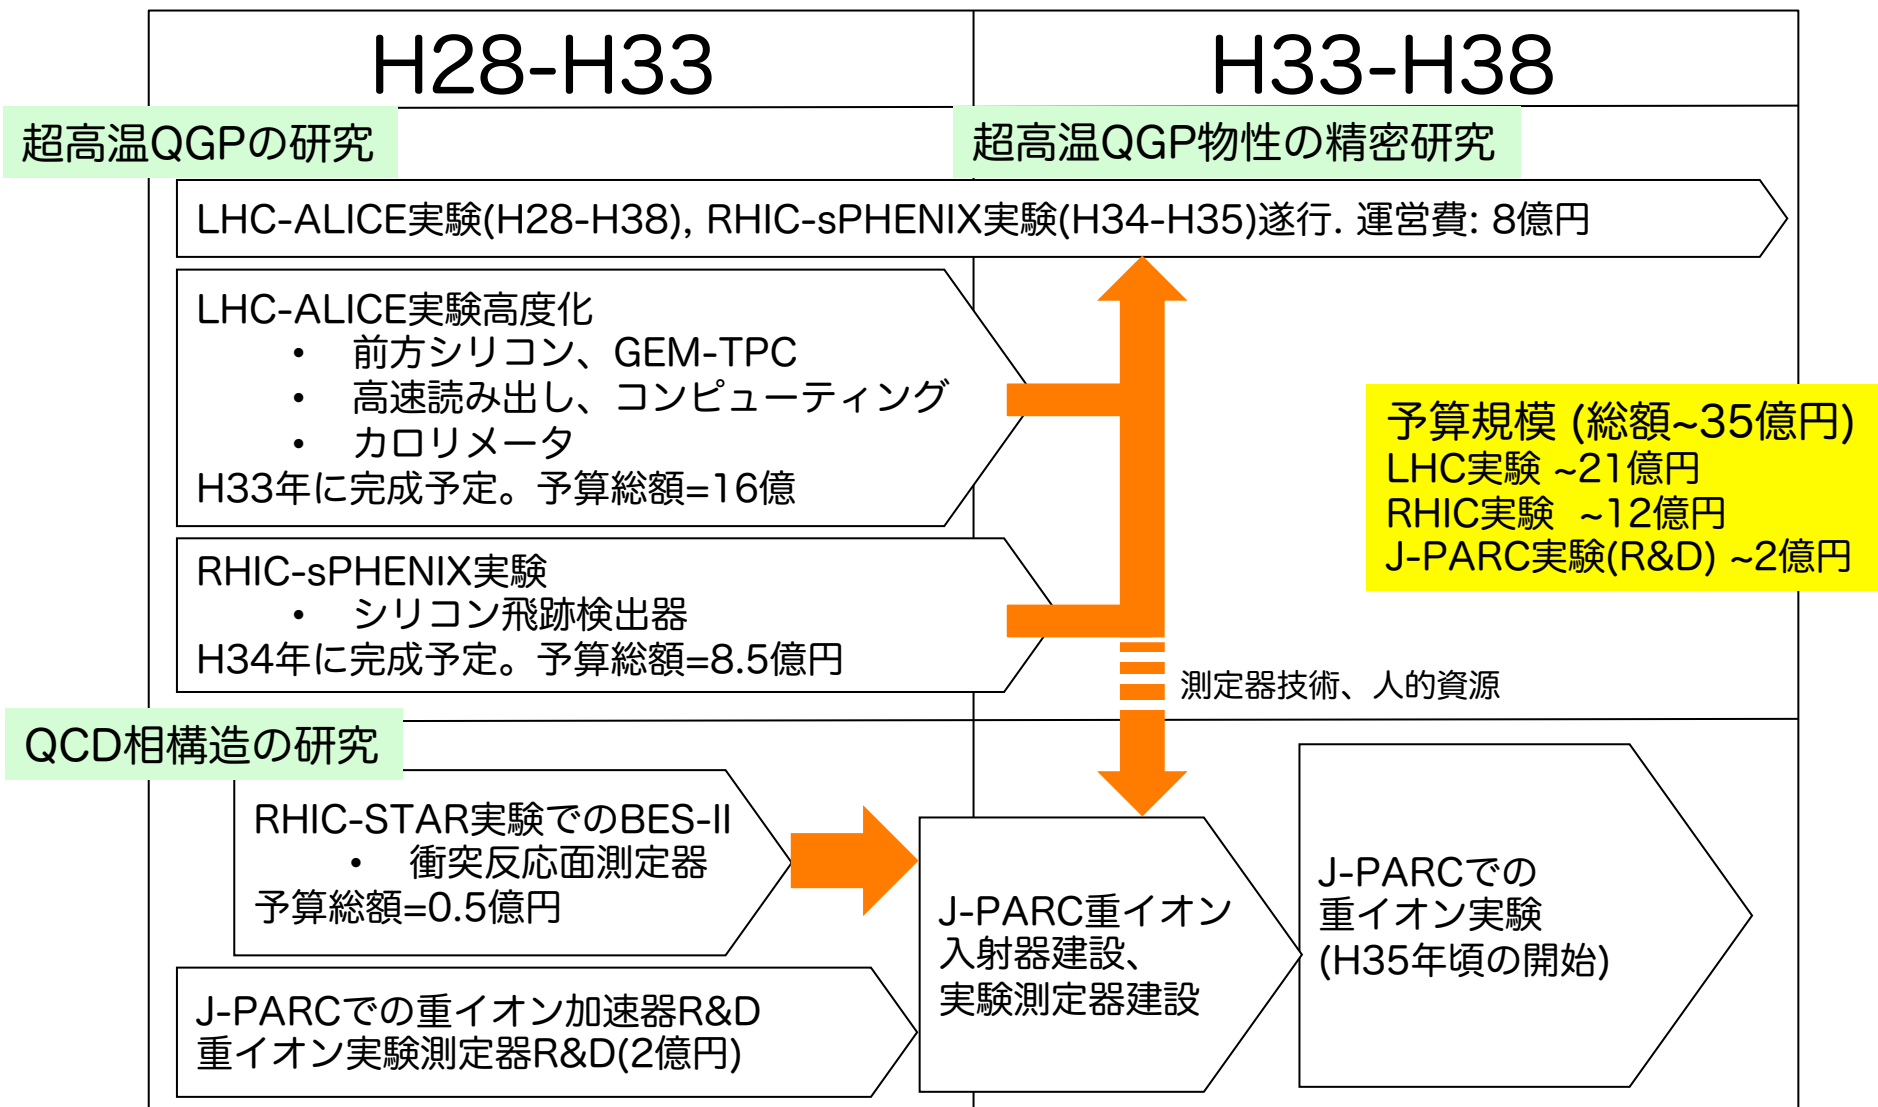 H28-H33
H33-H38
超高温QGPの研究
超高温QGP物性の精密研究
LHC-ALICE実験(H28-H38), RHIC-sPHENIX実験(H34-H35)遂行. 運営費: 8億円
LHC-ALICE実験高度化
• 前方シリコン、GEM-TPC
• 高速読み出し、コンピューティング
• カロリメータ
H33年に完成予定。予算総額=16億
予算規模 (総額~35億円)
LHC実験 ~21億円
RHIC実験 ~12億円
J-PARC実験(R&D) ~2億円
RHIC-sPHENIX実験
• シリコン飛跡検出器
H34年に完成予定。予算総額=8.5億円
測定器技術、人的資源
QCD相構造の研究
RHIC-STAR実験でのBES-II
• 衝突反応面測定器
予算総額=0.5億円
J-PARCでの重イオン加速器R&D
重イオン実験測定器R&D(2億円)
J-PARC重イオン
入射器建設、
実験測定器建設
J-PARCでの
重イオン実験
(H35年頃の開始)